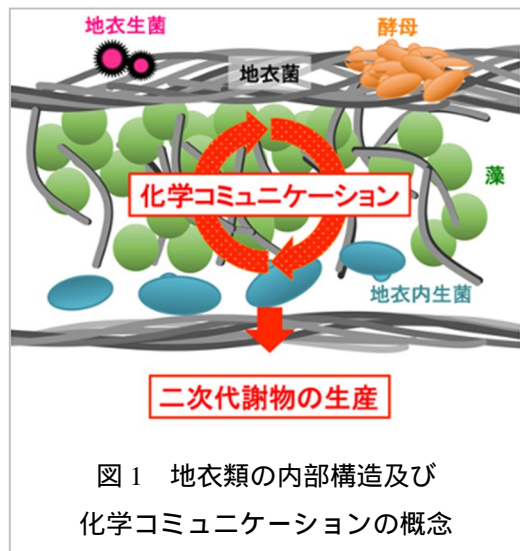 地衣生菌
酵母
地衣菌
藻
化学コミュニケーション
地衣内生菌
二次代謝物の生産
図 1　地衣類の内部構造及び
化学コミュニケーションの概念